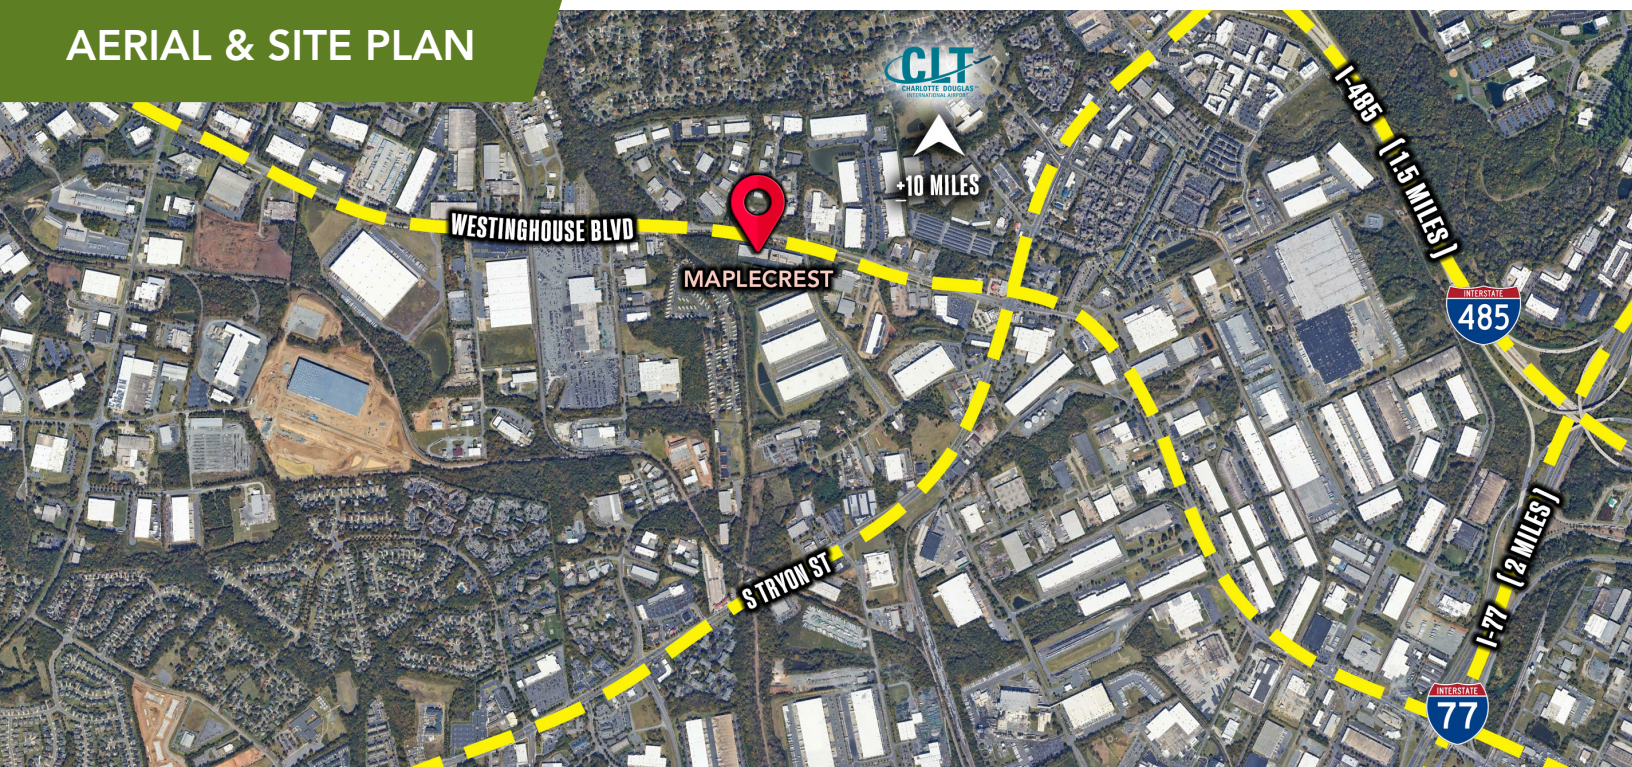 AERIAL & SITE PLAN
CLT
CHARLOTTE DOUGLAS
INTERNATIONAL AIRPORT
+10 MILES
I-485 (1.5 MILES)
WESTINGHOUSE BLVD
MAPLECREST
INTERSTATE
485
S TRYON ST
I-77 (2 MILES)
INTERSTATE
77